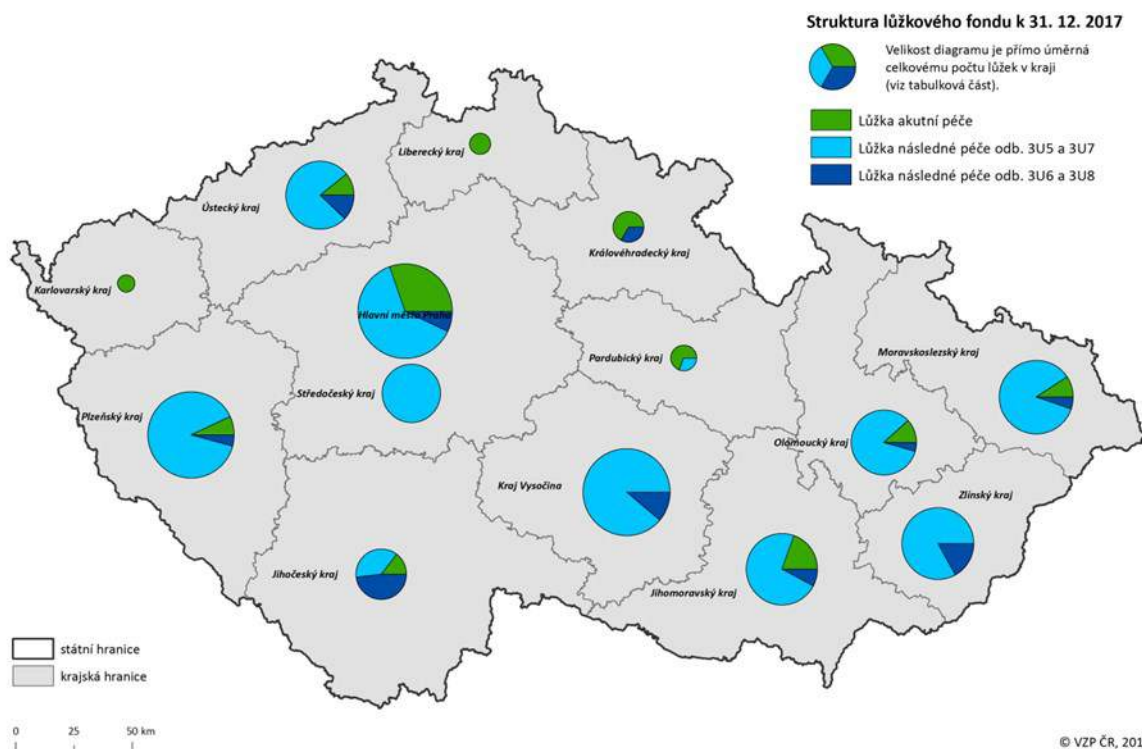 Struktura lůžkového fondu k 31. 12. 2017
Velikost diagramu je přímo úměrná
celkovému počtu lůžek v kraji
(viz tabulková část).
Lůžka akutní péče
Lůžka následné péče odb. 3U5 a 3U7
Lůžka následné péče odb. 3U6 a 3U8
Liberecký kraj
Ústecký kraj
Královéhradecký kraj
Karlovarský kraj
Hlavní město Praha
Pardubický kraj
Moravskoslezský kraj
Středočeský kraj
Plzeňský kraj
Olomoucký kraj
Kraj Vysočina
Zlínský kraj
Jihočeský kraj
Jihomoravský kraj
státní hranice
krajská hranice
0 25 50 km
© VZP ČR, 201